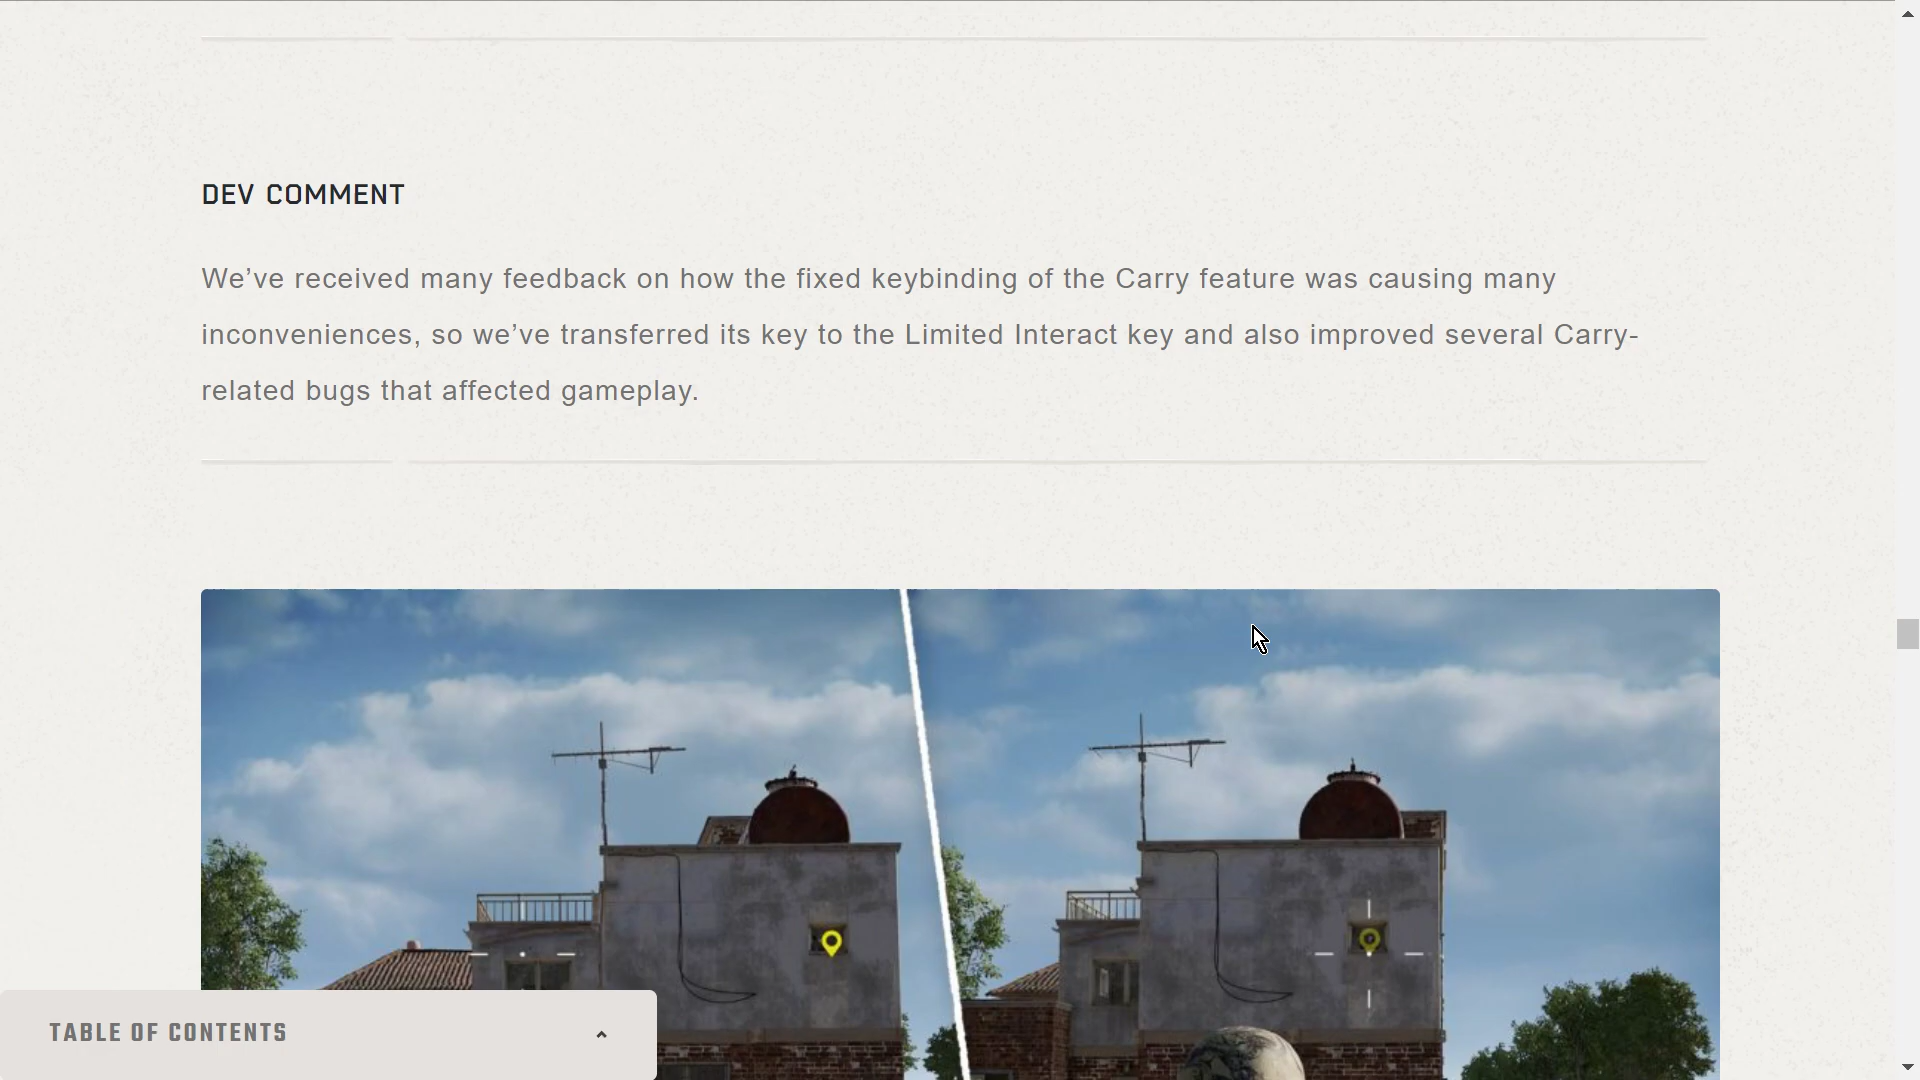 DEV COMMENT
We’ve received many feedback on how the fixed keybinding of the Carry feature was causing many
inconveniences, so we’ve transferred its key to the Limited Interact key and also improved several Carry-
related bugs that affected gameplay.
TABLE OF CONTENTS